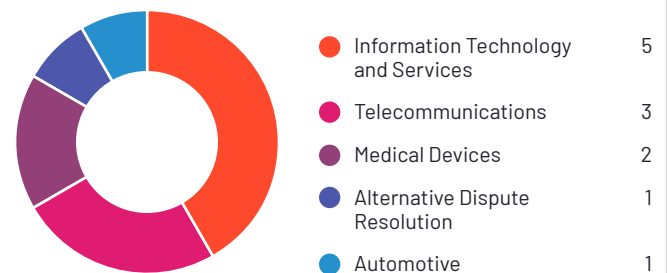 Information Technology 5
and Services
Telecommunications 3
Medical Devices 2
Alternative Dispute 1
Resolution
Automotive 1